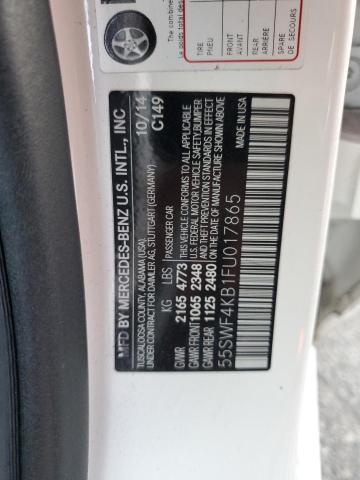 MFD BY MERCEDES-BENZ U.S. INTL., INC 10/14
TUSCALOOSA COUNTY, ALABAMA (USA) C149
UNDER CONTRACT FOR DAIMLER AG, STUTTGART (GERMANY)
KG LBS PASSENGER CAR
GVWR 2165 4773 THIS VEHICLE CONFORMS TO ALL APPLICABLE
GAWR FRONT 1065 2348 U.S. FEDERAL MOTOR VEHICLE SAFETY,BUMPER
GAWR REAR 1125 2480 AND THEFT PREVENTION STANDARDS IN EFFECT
ON THE DATE OF MANUFACTURE SHOWN ABOVE
55SWF4KB1FU017865
MADE IN USA
TIRE
PNEU
FRONT
AVANT
REAR
ARRIÈRE
SPARE
DE SECOURS